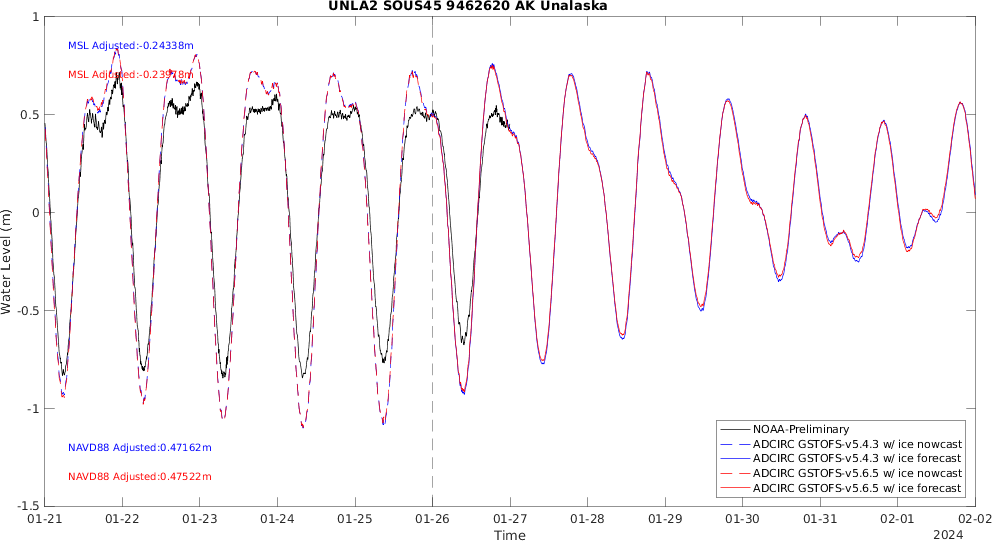 UNLA2 SOUS45 9462620 AK Unalaska
MSL Adjusted:-0.24338m
MSL Adjusted:-0.23978m
NAVD88 Adjusted:0.47162m
NAVD88 Adjusted:0.47522m
Water Level (m)
1
0.5
0
-0.5
-1
-1.5
NOAA-Preliminary
ADCIRC GSTOFS-v5.4.3 w/ ice nowcast
ADCIRC GSTOFS-v5.4.3 w/ ice forecast
ADCIRC GSTOFS-v5.6.5 w/ ice nowcast
ADCIRC GSTOFS-v5.6.5 w/ ice forecast
01-21 01-22 01-23 01-24 01-25 01-26 01-27 01-28 01-29 01-30 01-31 02-01 02-02
Time
2024